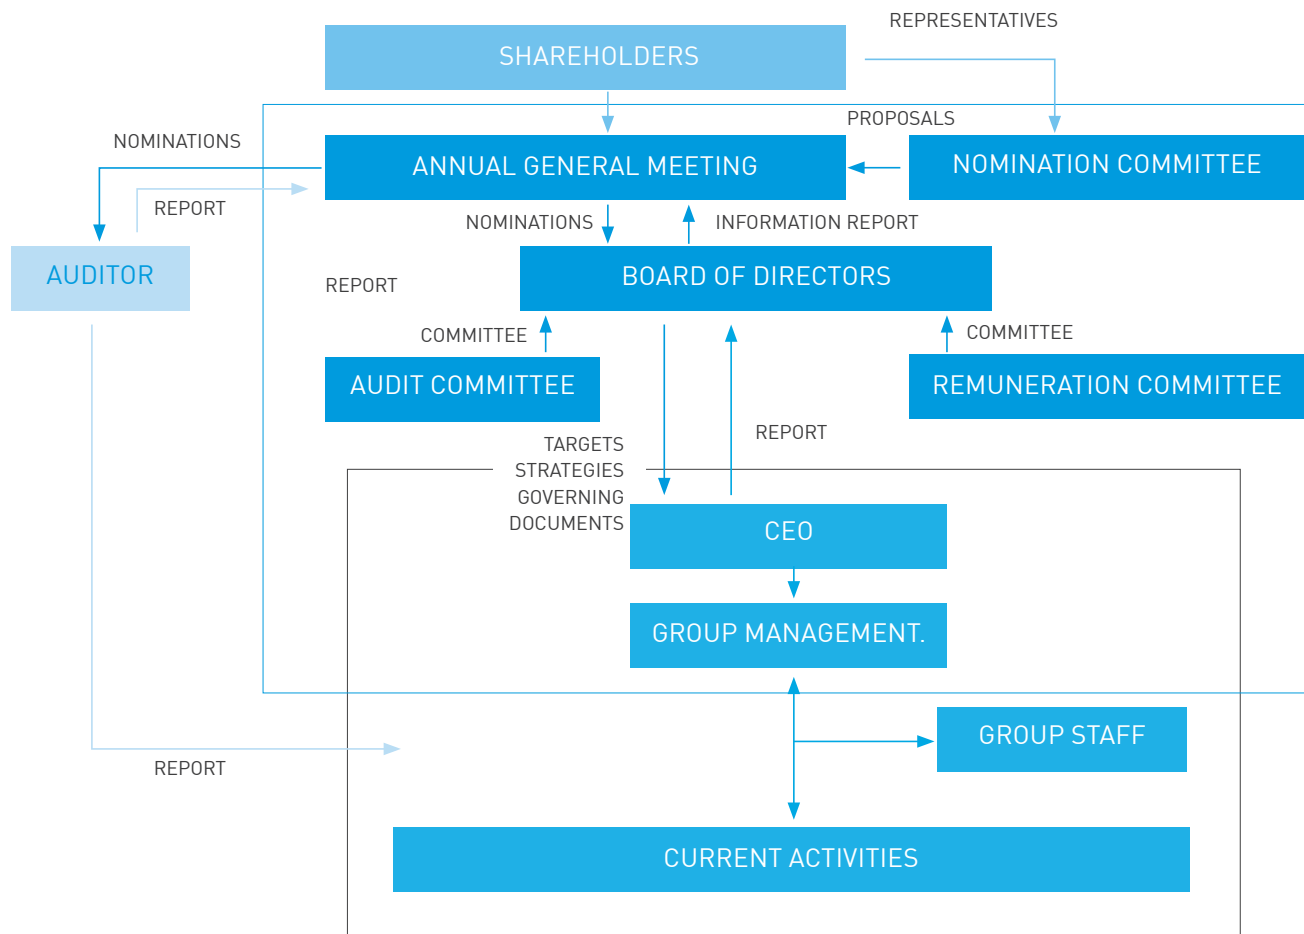 REPRESENTATIVES
SHAREHOLDERS
PROPOSALS
NOMINATIONS
ANNUAL GENERAL MEETING
NOMINATION COMMITTEE
REPORT
NOMINATIONS
INFORMATION REPORT
AUDITOR
BOARD OF DIRECTORS
REPORT
COMMITTEE
COMMITTEE
AUDIT COMMITTEE
REMUNERATION COMMITTEE
REPORT
TARGETS
STRATEGIES
GOVERNING
DOCUMENTS
CEO
GROUP MANAGEMENT.
GROUP STAFF
REPORT
CURRENT ACTIVITIES